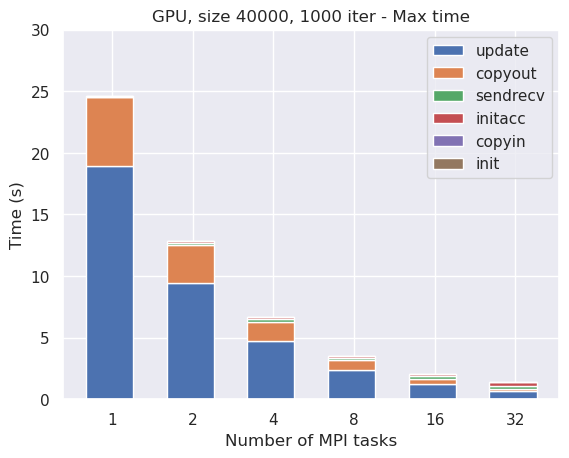 GPU, size 40000, 1000 iter - Max time
30
25
20
15
10
5
0
Time (s)
update
copyout
sendrecv
initacc
copyin
init
1 2 4 8 16 32
Number of MPI tasks